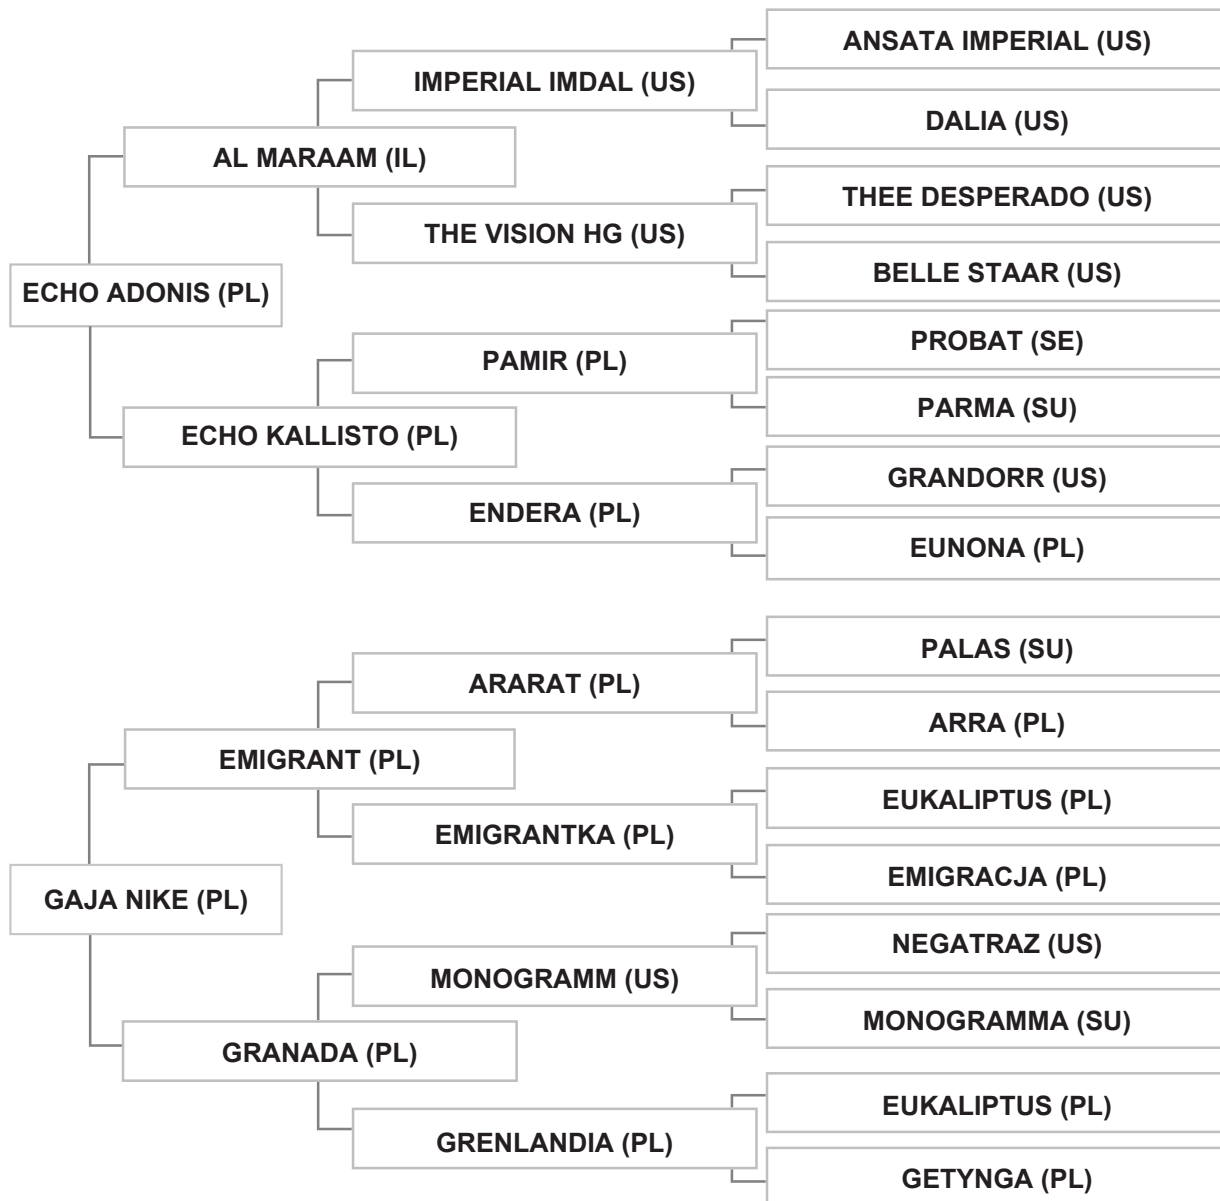 ANSATA IMPERIAL (US)
IMPERIAL IMDAL (US)
DALIA (US)
AL MARAAM (IL)
THEE DESPERADO (US)
THE VISION HG (US)
BELLE STAAR (US)
ECHO ADONIS (PL)
PROBAT (SE)
PAMIR (PL)
PARMA (SU)
ECHO KALLISTO (PL)
GRANDORR (US)
ENDERA (PL)
EUNONA (PL)
PALAS (SU)
ARARAT (PL)
ARRA (PL)
EMIGRANT (PL)
EUKALIPTUS (PL)
EMIGRANTKA (PL)
EMIGRACJA (PL)
GAJA NIKE (PL)
NEGATRAZ (US)
MONOGRAMM (US)
MONOGRAMMA (SU)
GRANADA (PL)
EUKALIPTUS (PL)
GRENLANDIA (PL)
GETYNGA (PL)